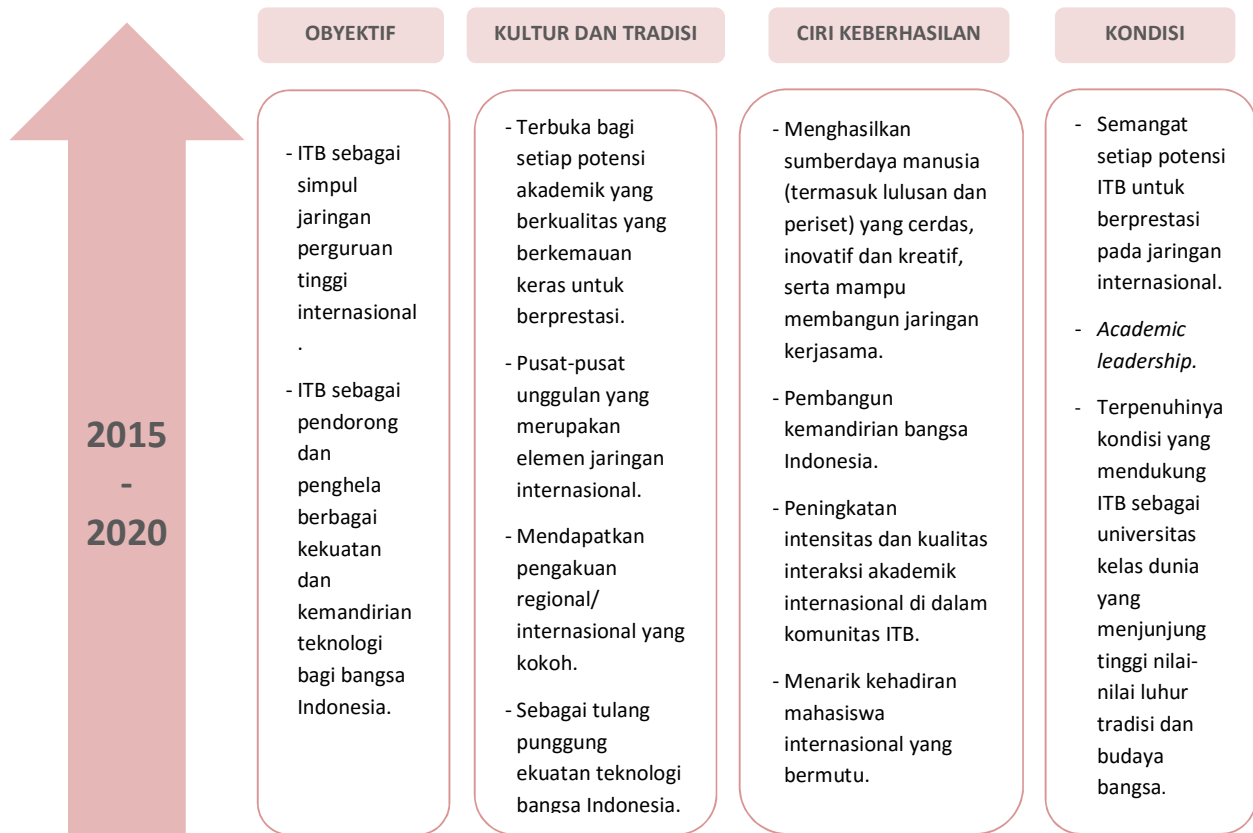 OBYEKTIF
KULTUR DAN TRADISI
CIRI KEBERHASILAN
KONDISI
2015
-
2020
- ITB sebagai
simpul
jaringan
perguruan
tinggi
internasional
.
- ITB sebagai
pendorong
dan
penghela
berbagai
kekuatan
dan
kemandirian
teknologi
bagi bangsa
Indonesia.
- Terbuka bagi
setiap potensi
akademik yang
berkualitas yang
berkemauan
keras untuk
berprestasi.
- Pusat-pusat
unggulan yang
merupakan
elemen jaringan
internasional.
- Mendapatkan
pengakuan
regional/
internasional yang
kokoh.
- Sebagai tulang
punggung
ekuatan teknologi
bangsa Indonesia.
- Menghasilkan
sumberdaya manusia
(termasuk lulusan dan
periset) yang cerdas,
inovatif dan kreatif,
serta mampu
membangun jaringan
kerjasama.
- Pembangun
kemandirian bangsa
Indonesia.
- Peningkatan
intensitas dan kualitas
interaksi akademik
internasional di dalam
komunitas ITB.
- Menarik kehadiran
mahasiswa
internasional yang
bermutu.
- Semangat
setiap potensi
ITB untuk
berprestasi
pada jaringan
internasional.
- Academic
leadership.
- Terpenuhinya
kondisi yang
mendukung
ITB sebagai
universitas
kelas dunia
yang
menjunjung
tinggi nilai-
nilai luhur
tradisi dan
budaya
bangsa.